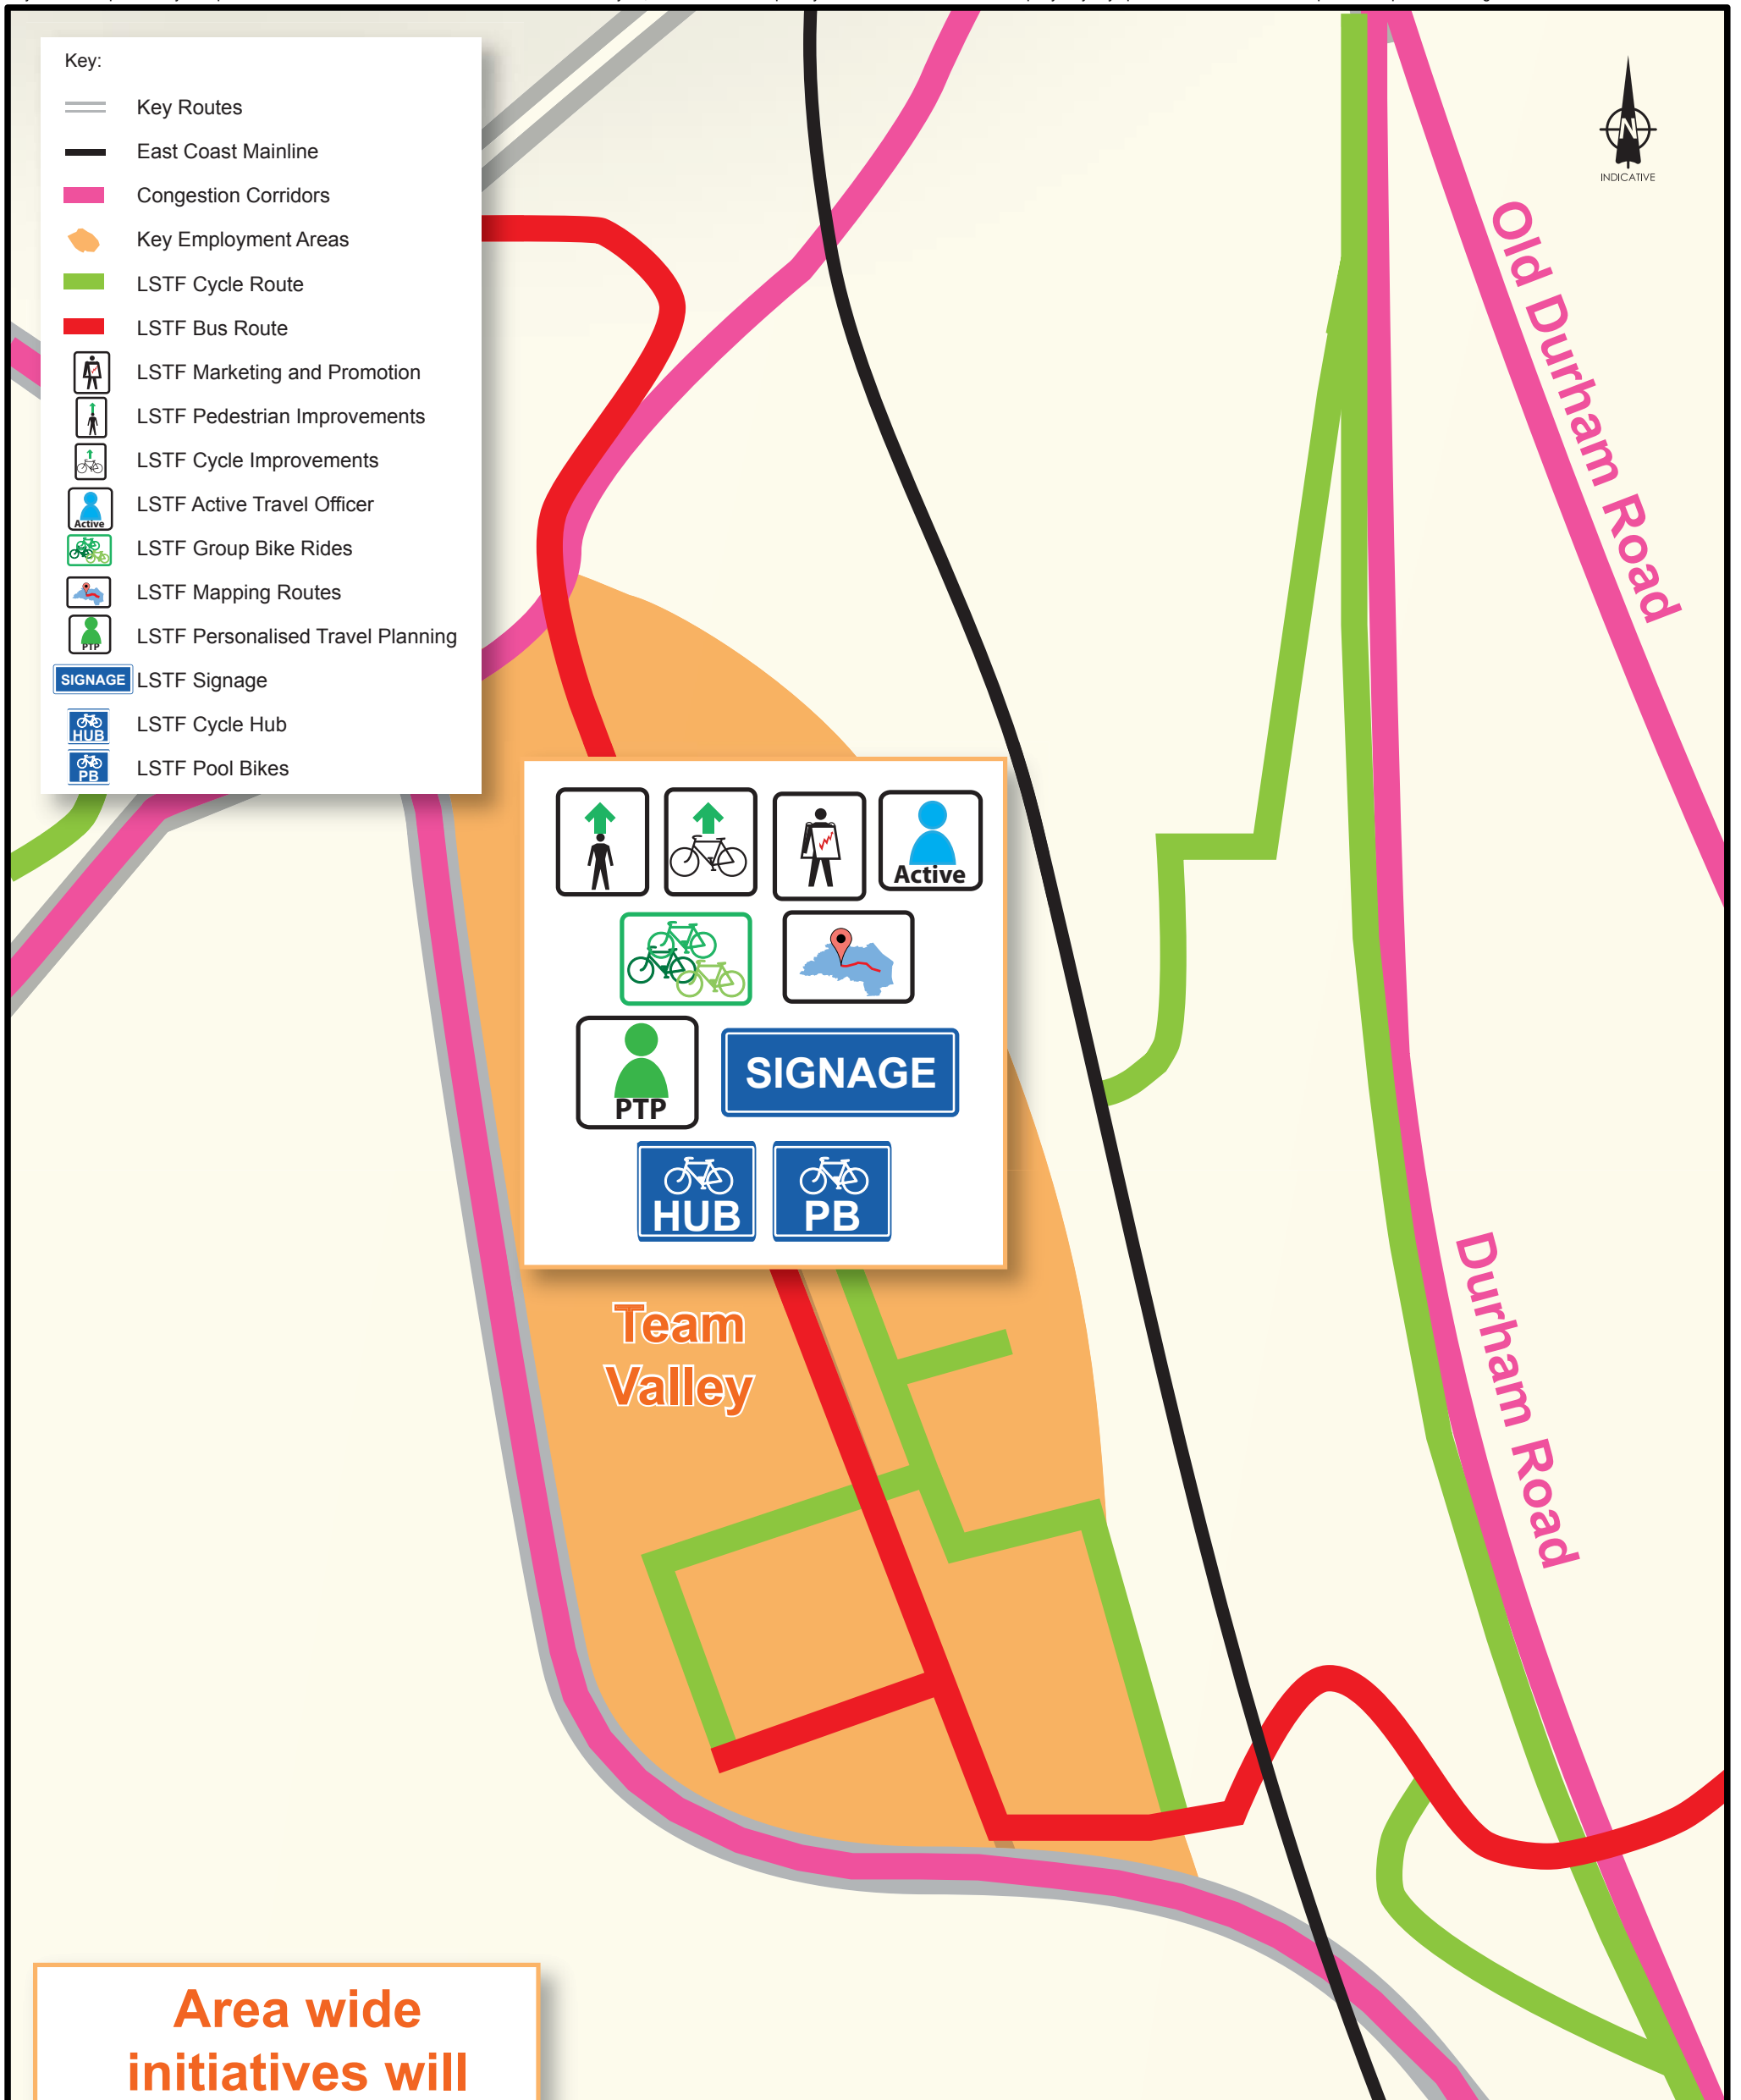 Key:
Key Routes
East Coast Mainline
Congestion Corridors
Key Employment Areas
LSTF Cycle Route
LSTF Bus Route
LSTF Marketing and Promotion
LSTF Pedestrian Improvements
LSTF Cycle Improvements
Active
LSTF Active Travel Officer
LSTF Group Bike Rides
LSTF Mapping Routes
PTP
LSTF Personalised Travel Planning
SIGNAGE
LSTF Signage
HUB
LSTF Cycle Hub
PB
LSTF Pool Bikes
N
INDICATIVE
Old Durham Road
Active
PTP
SIGNAGE
HUB
PB
Team
Valley
Durham Road
Area wide
initiatives will